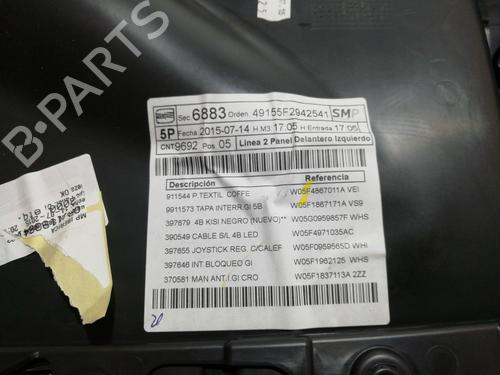 Sec 6883 Orden. 49155F2942541 SMP
5P Fecha 2015-07-14 H.M3 17:05 H.Entrada 17:05
CNT9692 Pos 05 Linea 2 Panel Delantero Izquierdo
Descripción Referencia
911544 P.TEXTIL COFFE W05F4867011A VEI
9911573 TAPA INTERR.GI 5B W05F1867171A VS9
397679 4B.KISI NEGRO (NUEVO)** W05G0959857F WHS
390549 CABLE S/L 4B LED W05F4971035AC
397655 JOYSTICK REG. C/CALEF W05F0959565D WHI
397646 INT.BLOQUEO GI W05F1962125 WHS
370581 MAN ANT.I.GI CRO W05F1837113A 2ZZ
20
B-PARTS